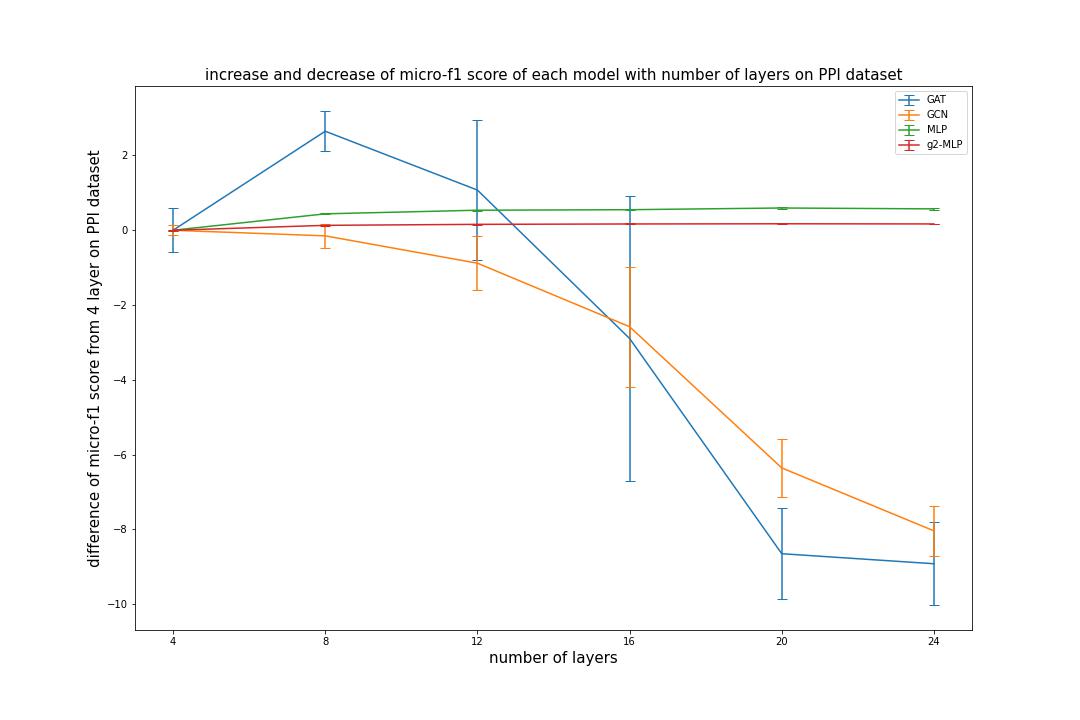 increase and decrease of micro-f1 score of each model with number of layers on PPI dataset
GAT
GCN
MLP
g2-MLP
difference of micro-f1 score from 4 layer on PPI dataset
2
0
−2
−4
−6
−8
−10
4 8 12 16 20 24
number of layers